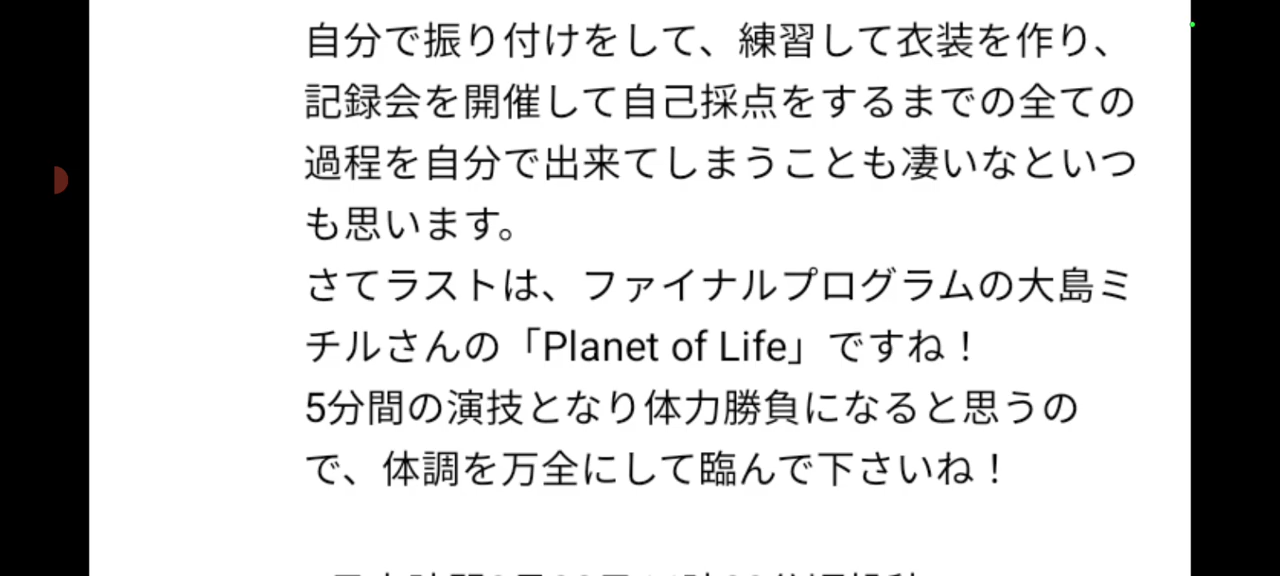 自分で振り付けをして、練習して衣装を作り、
記録会を開催して自己採点をするまでの全ての
過程を自分で出来てしまうことも凄いなといつ
も思います。
さてラストは、ファイナルプログラムの大島ミ
チルさんの「Planet of Life」ですね！
5分間の演技となり体力勝負になると思うの
で、体調を万全にして臨んで下さいね！